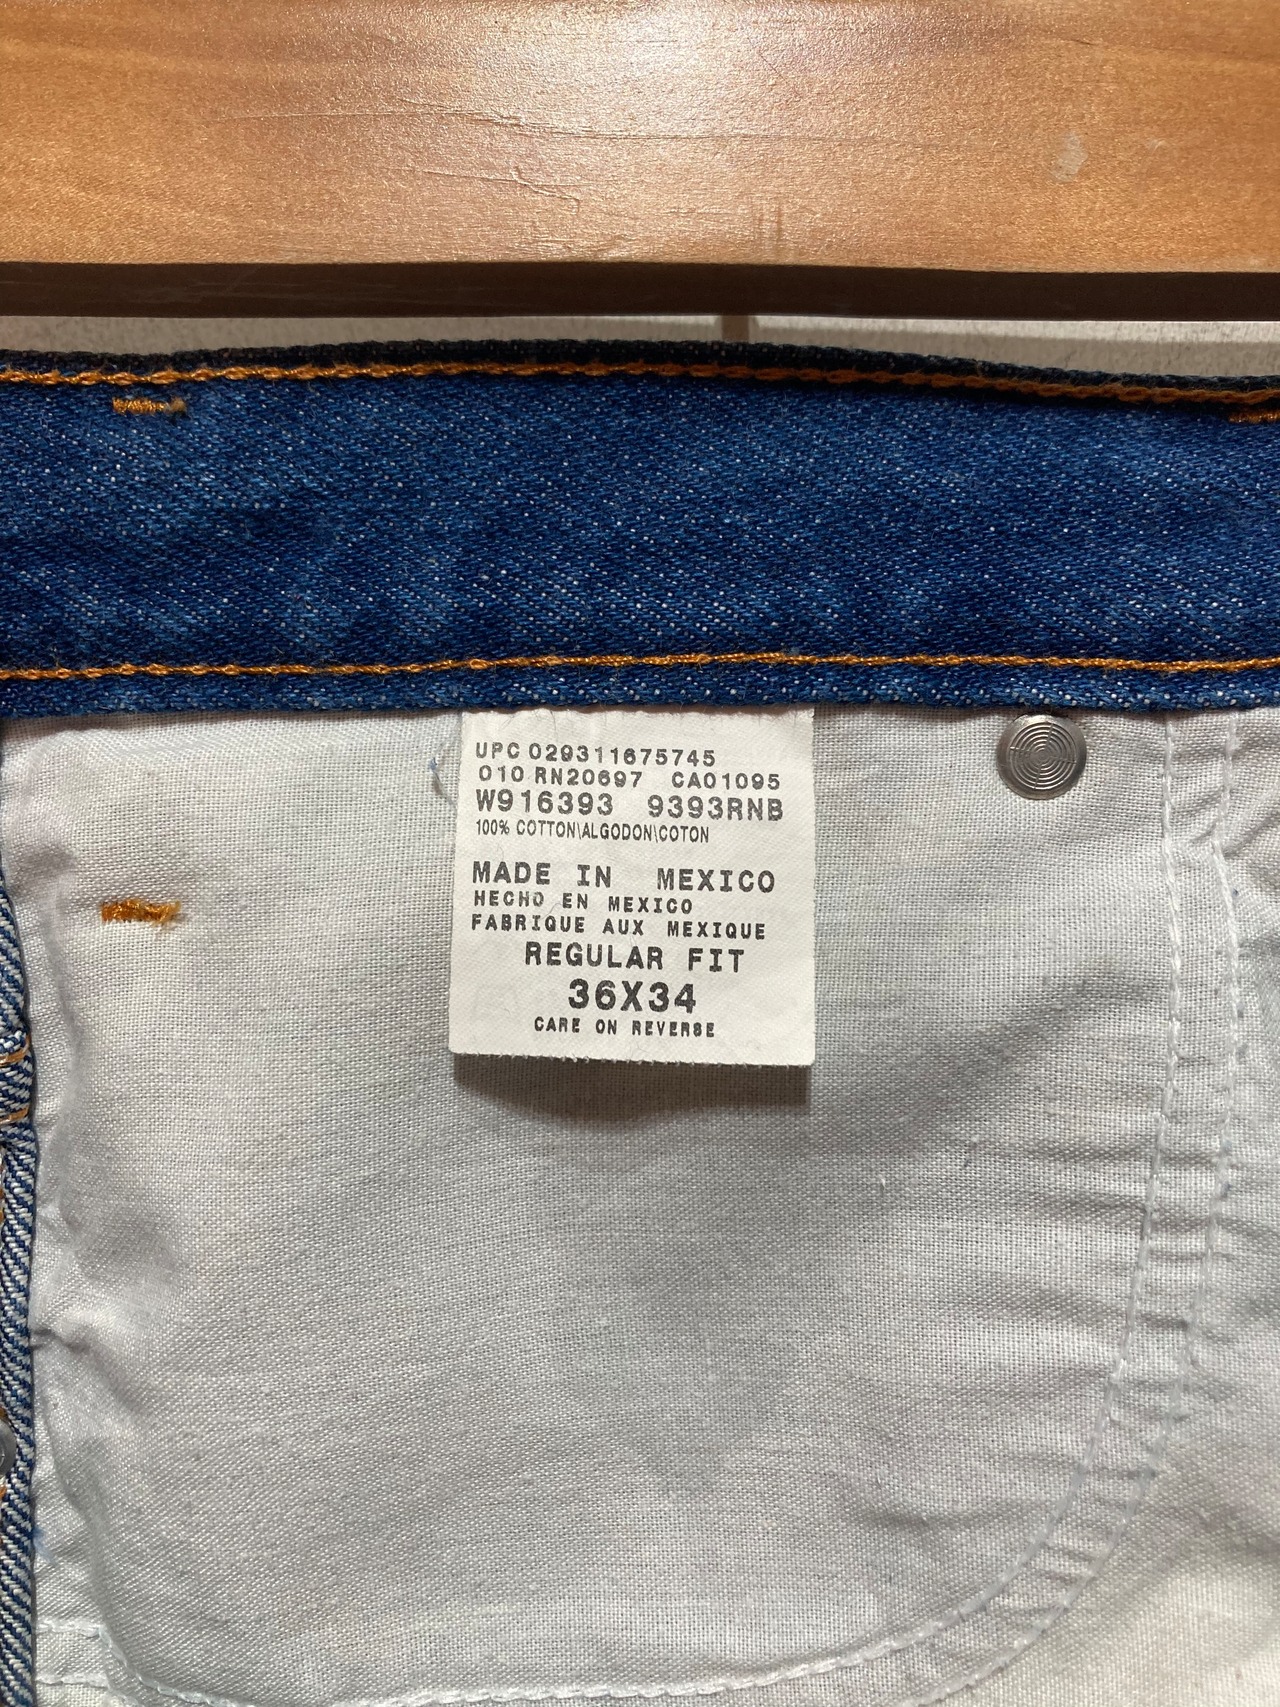 UPC 029311675745
010 RN20697 CA01095
W916393 9393RNB
100% COTTON\ALGODON\COTON
MADE IN MEXICO
HECHO EN MEXICO
FABRIQUE AUX MEXIQUE
REGULAR FIT
36X34
CARE ON REVERSE